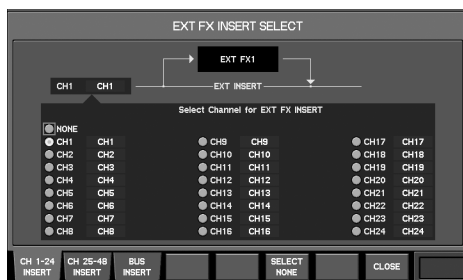 EXT FX INSERT SELECT
EXT FX1
CH1 CH1
EXT INSERT
Select Channel for EXT FX INSERT
NONE
CH1 CH1 CH9 CH9 CH17 CH17
CH2 CH2 CH10 CH10 CH18 CH18
CH3 CH3 CH11 CH11 CH19 CH19
CH4 CH4 CH12 CH12 CH20 CH20
CH5 CH5 CH13 CH13 CH21 CH21
CH6 CH6 CH14 CH14 CH22 CH22
CH7 CH7 CH15 CH15 CH23 CH23
CH8 CH8 CH16 CH16 CH24 CH24
CH 1-24 INSERT
CH 25-48 INSERT
BUS INSERT
SELECT NONE
CLOSE